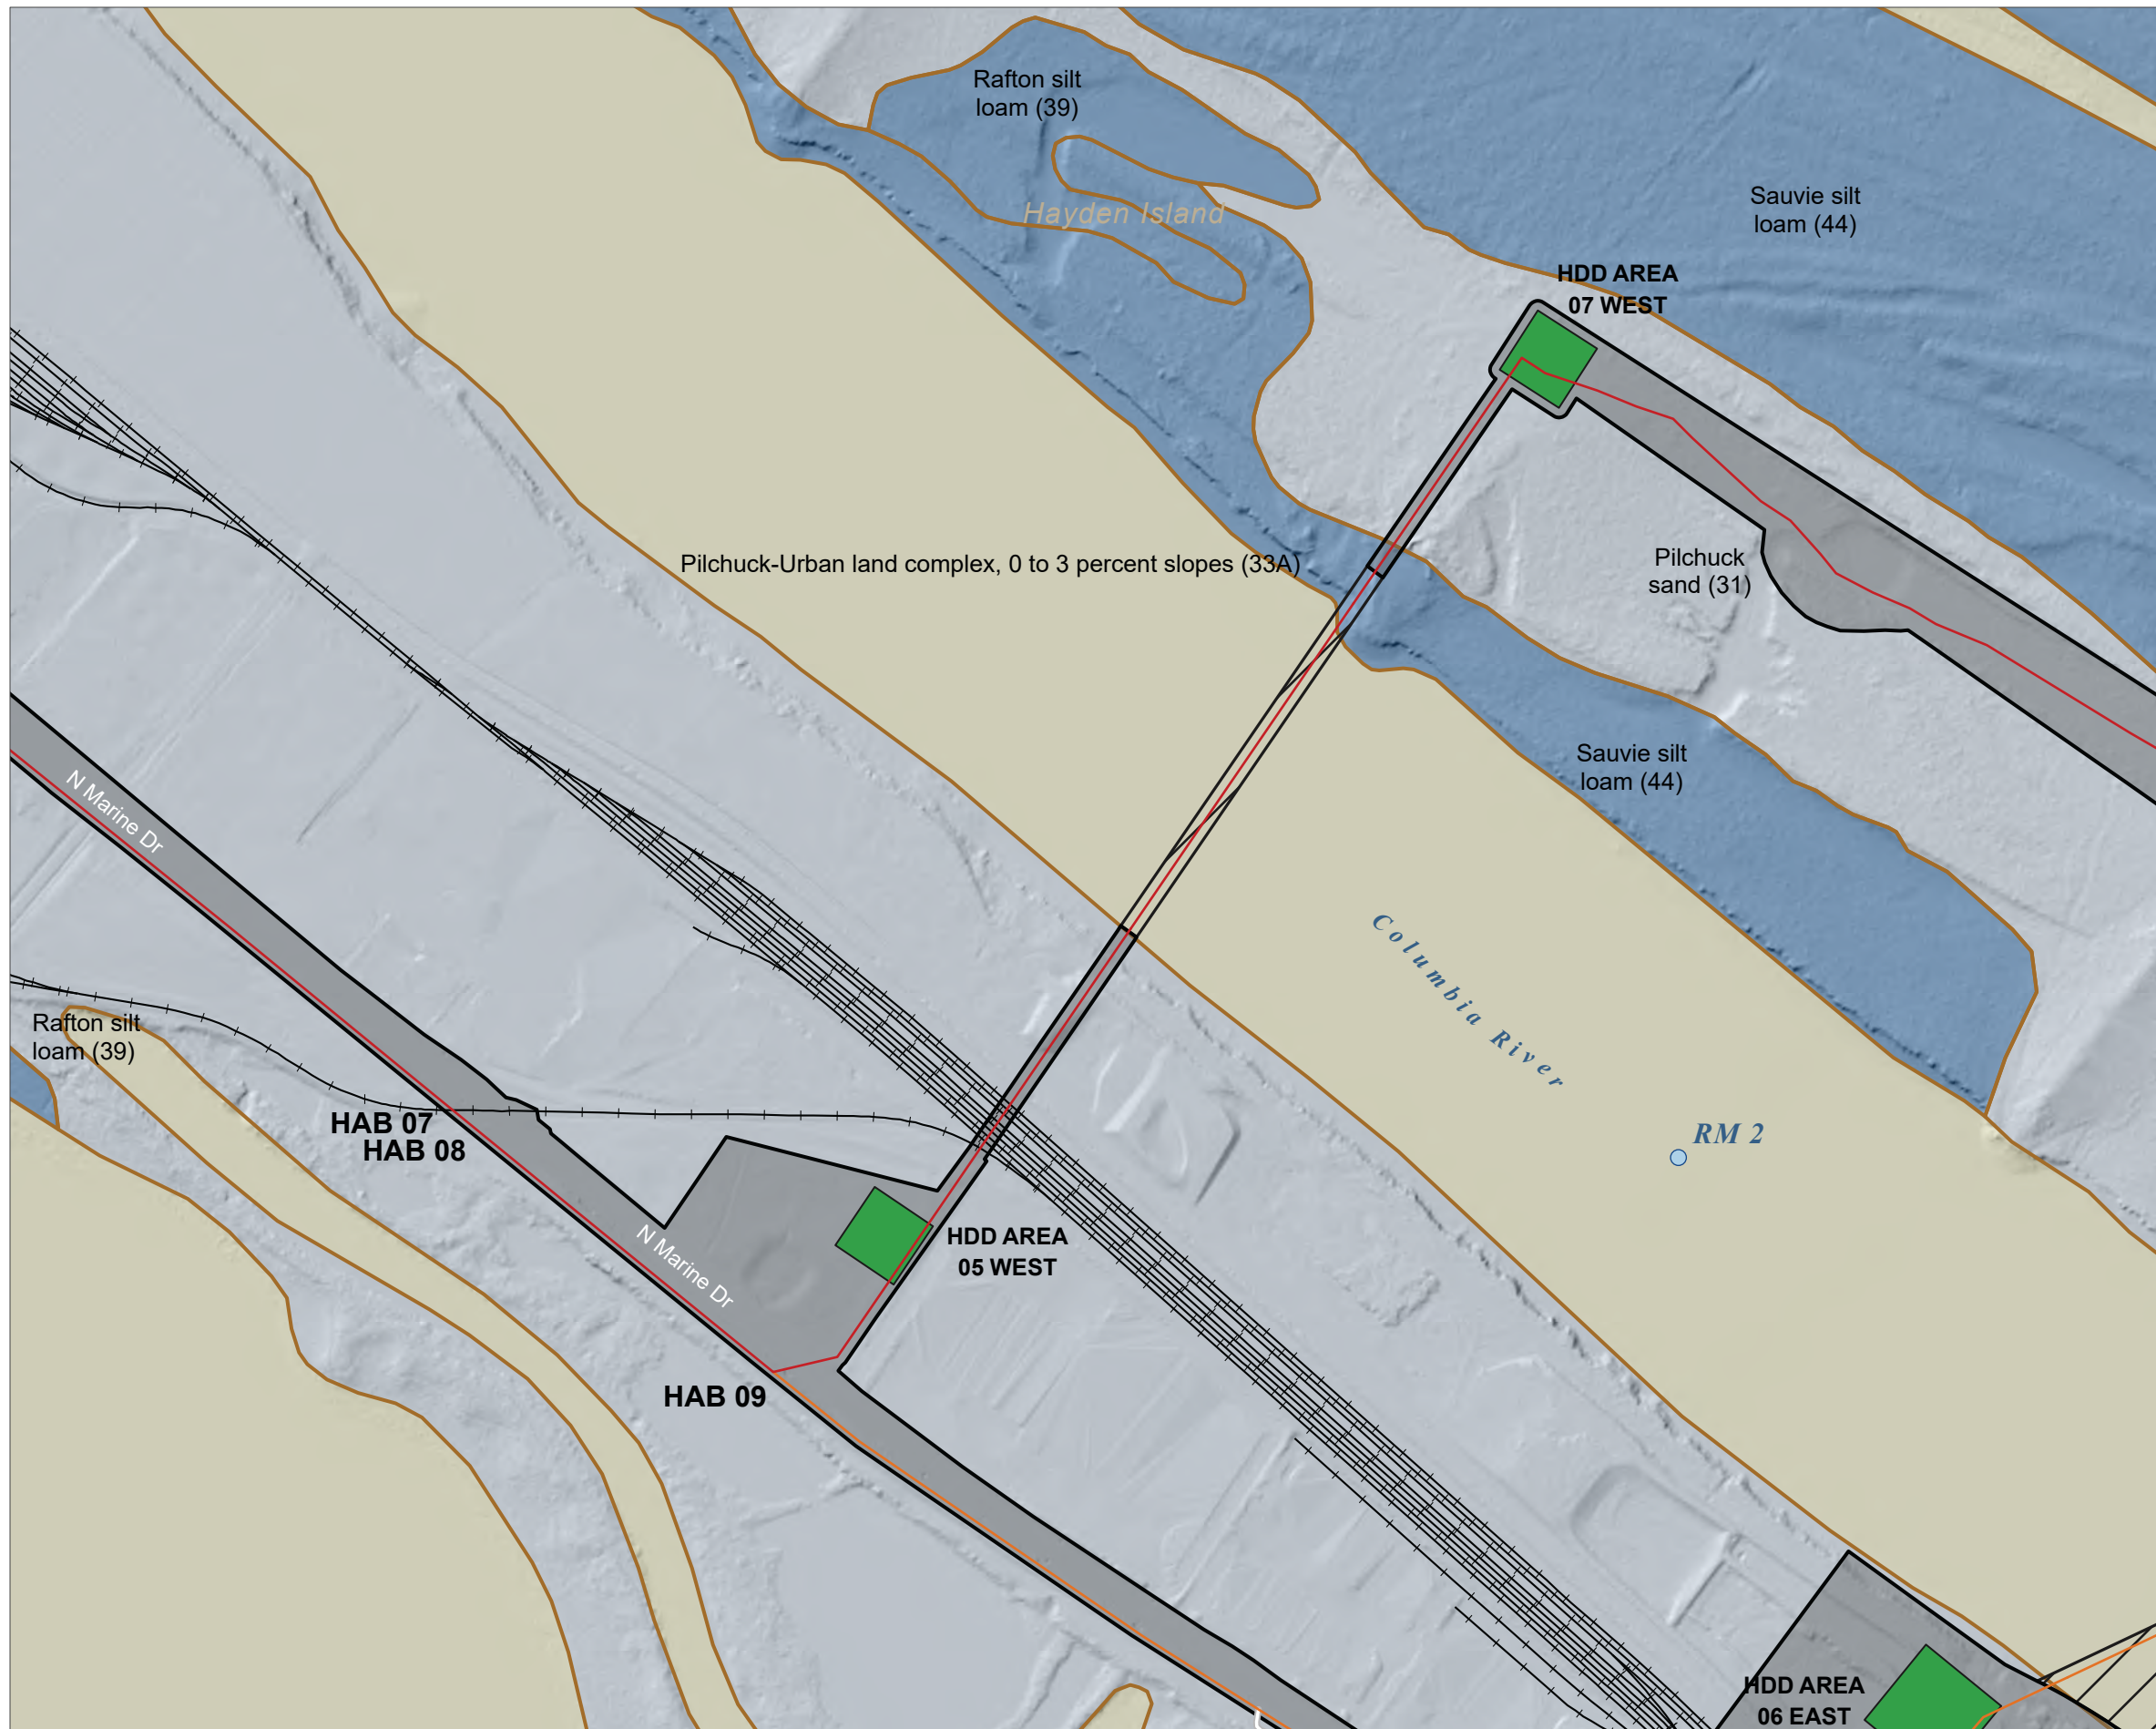 Rafton silt
loam (39)
Hayden Island
Sauvie silt
loam (44)
HDD AREA
07 WEST
Pilchuck-Urban land complex, 0 to 3 percent slopes (33A)
Pilchuck
sand (31)
Sauvie silt
loam (44)
N Marine Dr
Columbia River
Rafton silt
loam (39)
HAB 07
HAB 08
RM 2
N Marine Dr
HDD AREA
05 WEST
HAB 09
HDD AREA
06 EAST